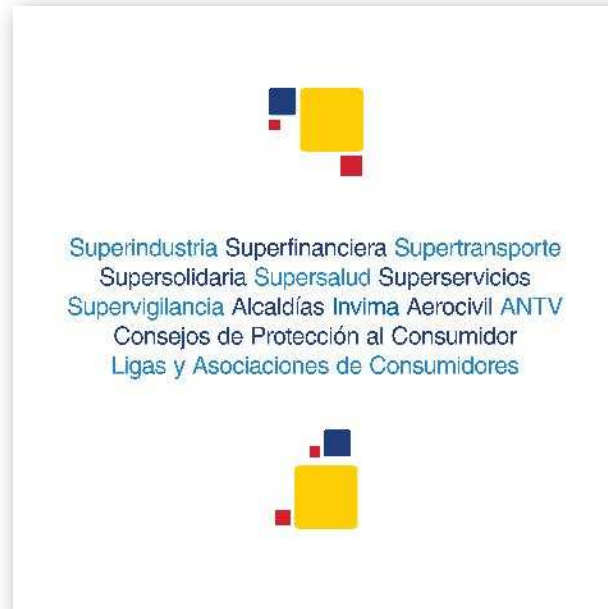 Superindustria Superfinanciera Supertransporte
Supersolidaria Supersalud Superservicios
Supervigilancia Alcaldías Invima Aerocivil ANTV
Consejos de Protección al Consumidor
Ligas y Asociaciones de Consumidores